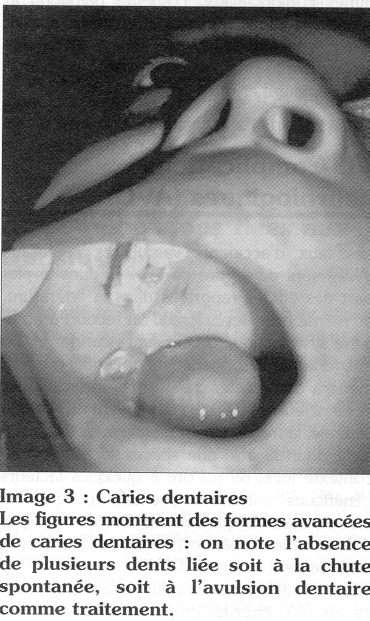 Image 3 : Caries dentaires
Les figures montrent des formes avancées
de caries dentaires : on note l'absence
de plusieurs dents liée soit à la chute
spontanée, soit à l'avulsion dentaire
comme traitement.